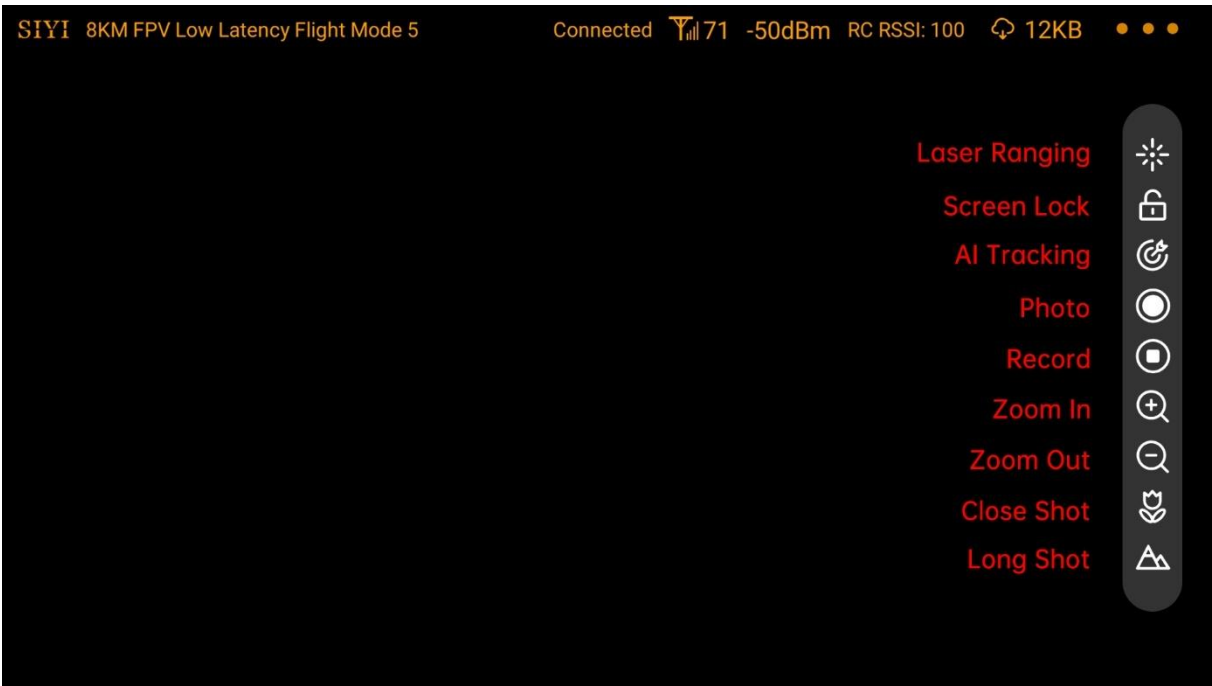 SIYI 8KM FPV Low Latency Flight Mode 5 Connected 71 -50dBm RC RSSI: 100 12KB
Laser Ranging
Screen Lock
AI Tracking
Photo
Record
Zoom In
Zoom Out
Close Shot
Long Shot